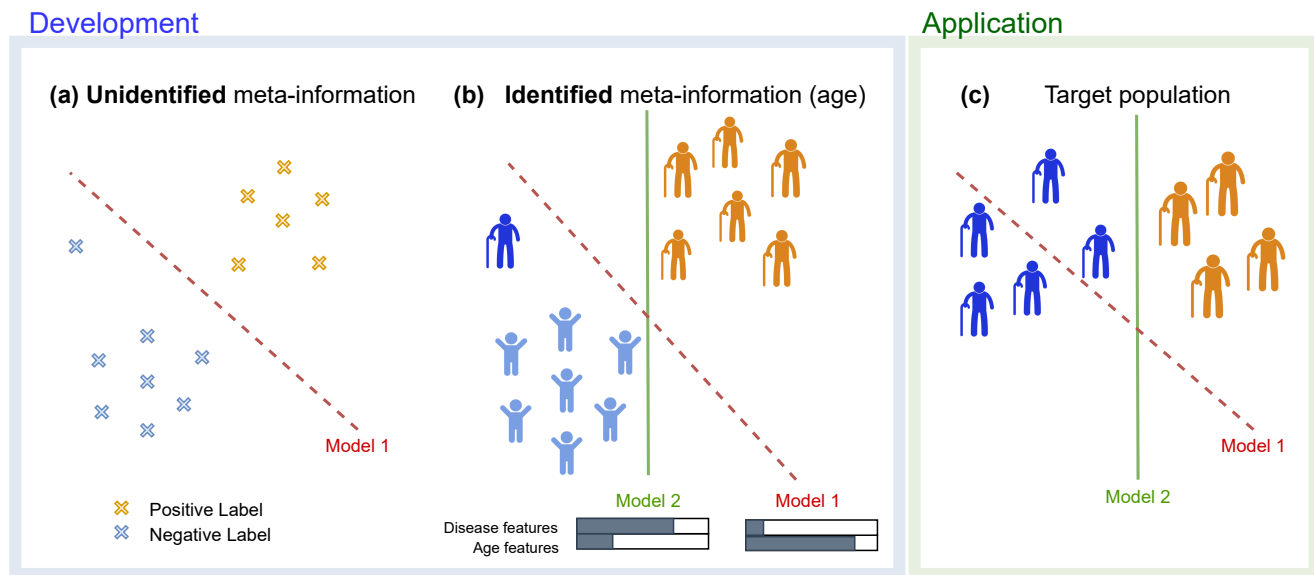 Development
Application
(a) Unidentified meta-information
(b) Identified meta-information (age)
(c) Target population
Model 1
Positive Label
Negative Label
Model 2
Model 1
Disease features
Age features
Model 1
Model 2